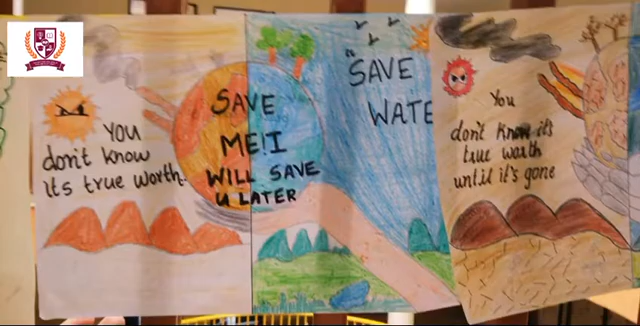 YOU
don't know
its true worth.
SAVE
ME!I
WILL SAVE
U LATER
"SAVE
WATE
You
don't know it's
true worth
until it's gone